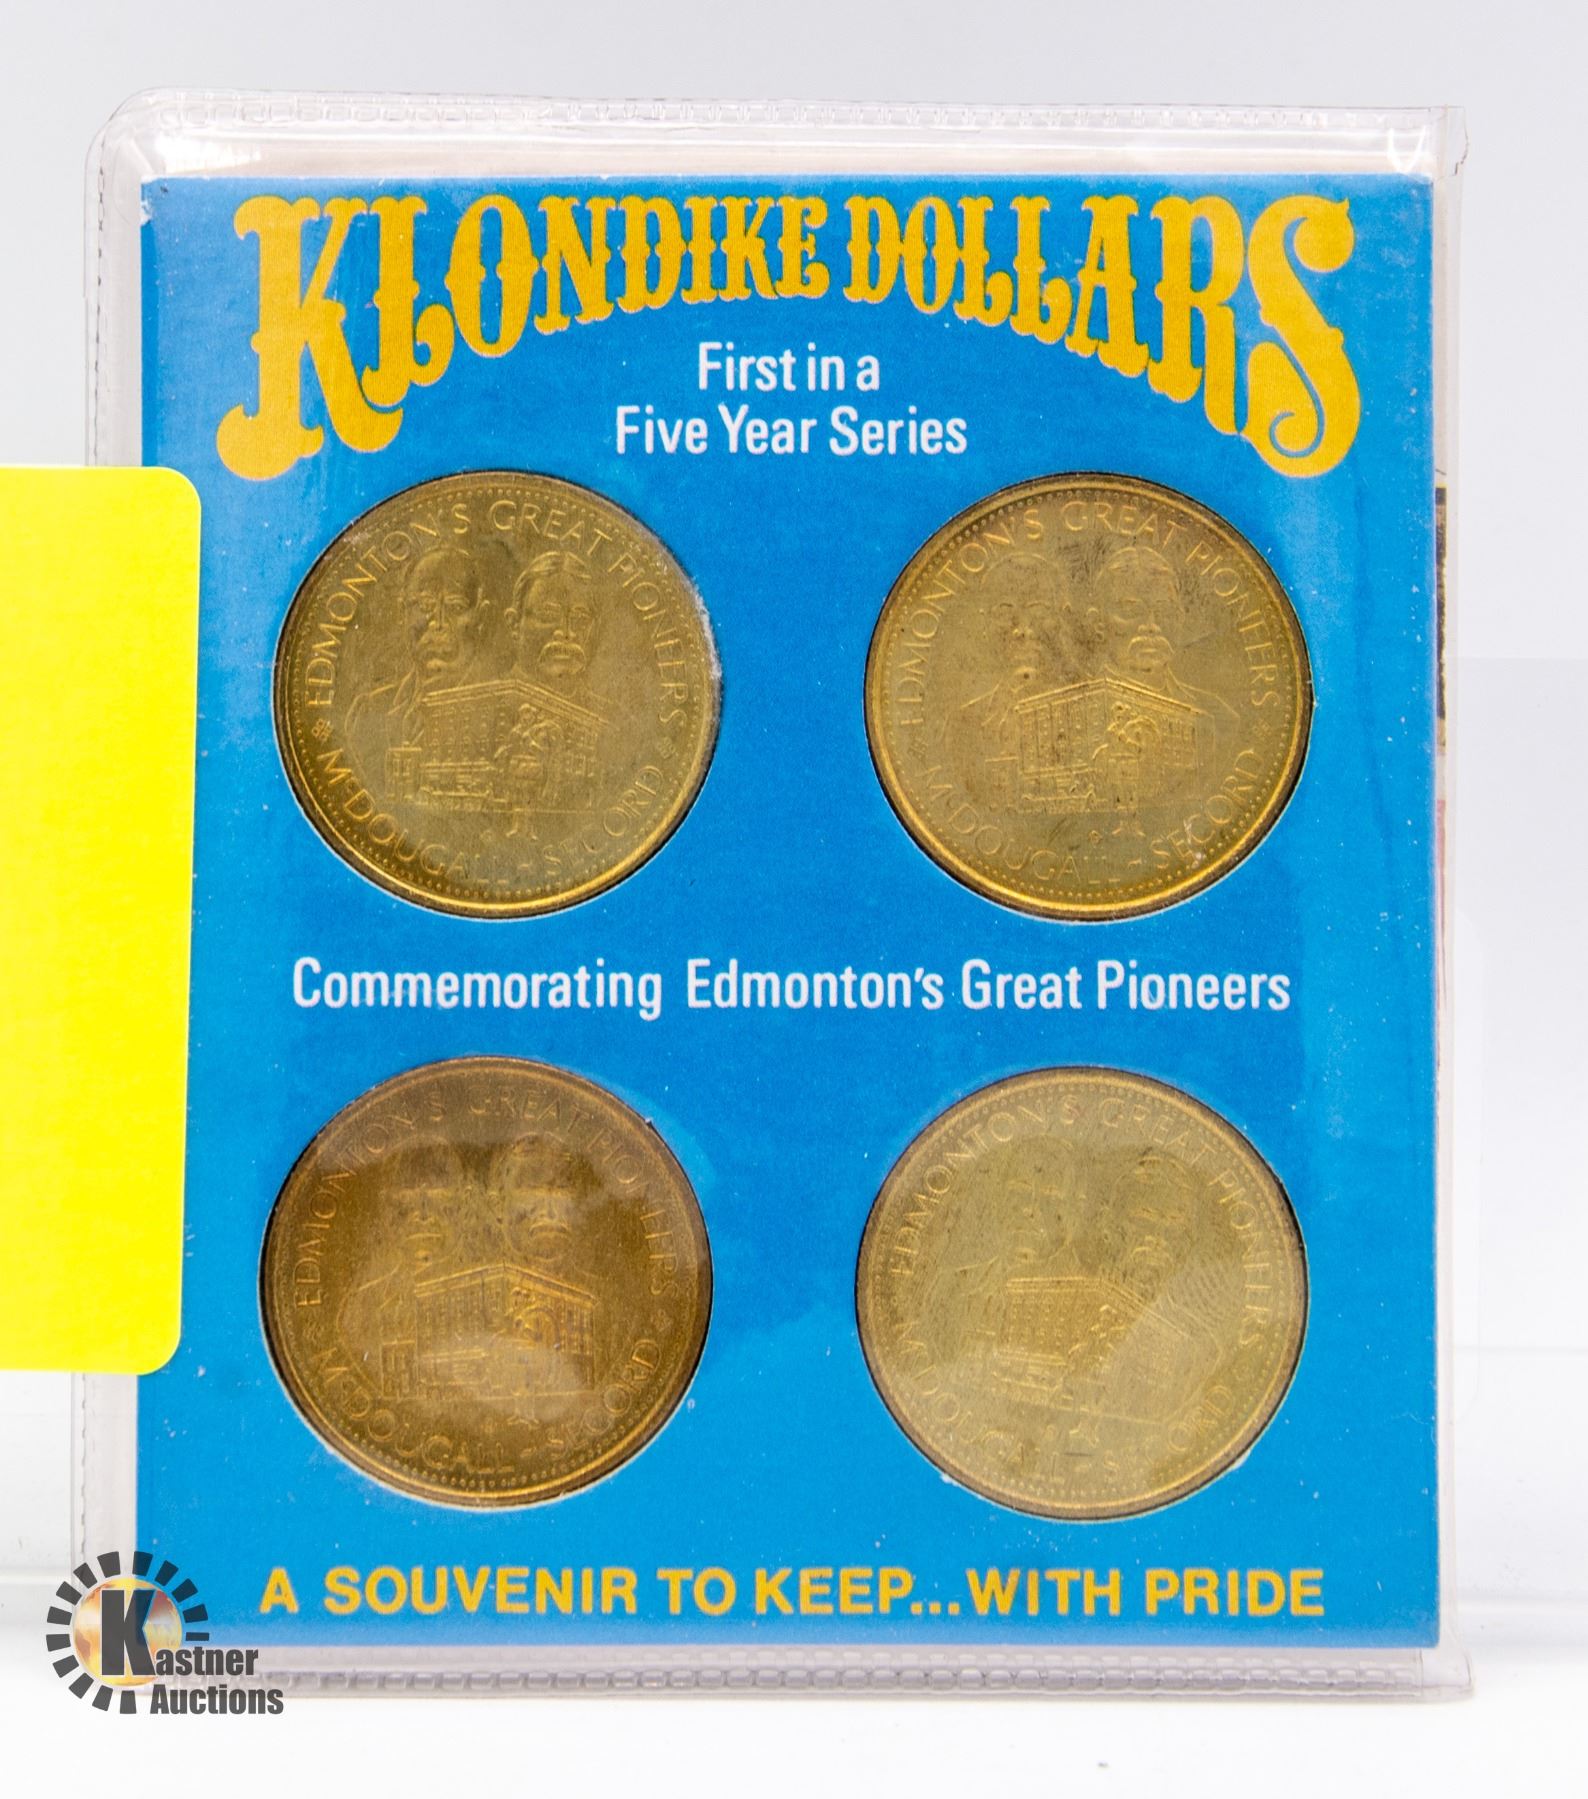 KLONDIKE DOLLARS
First in a
Five Year Series
EDMONTON'S GREAT PIONEERS
McDOUGALL - SECORD
EDMONTON'S GREAT PIONEERS
McDOUGALL - SECORD
Commemorating Edmonton's Great Pioneers
EDMONTON'S GREAT PIONEERS
McDOUGALL - SECORD
EDMONTON'S GREAT PIONEERS
McDOUGALL - SECORD
A SOUVENIR TO KEEP...WITH PRIDE
Kastner
Auctions